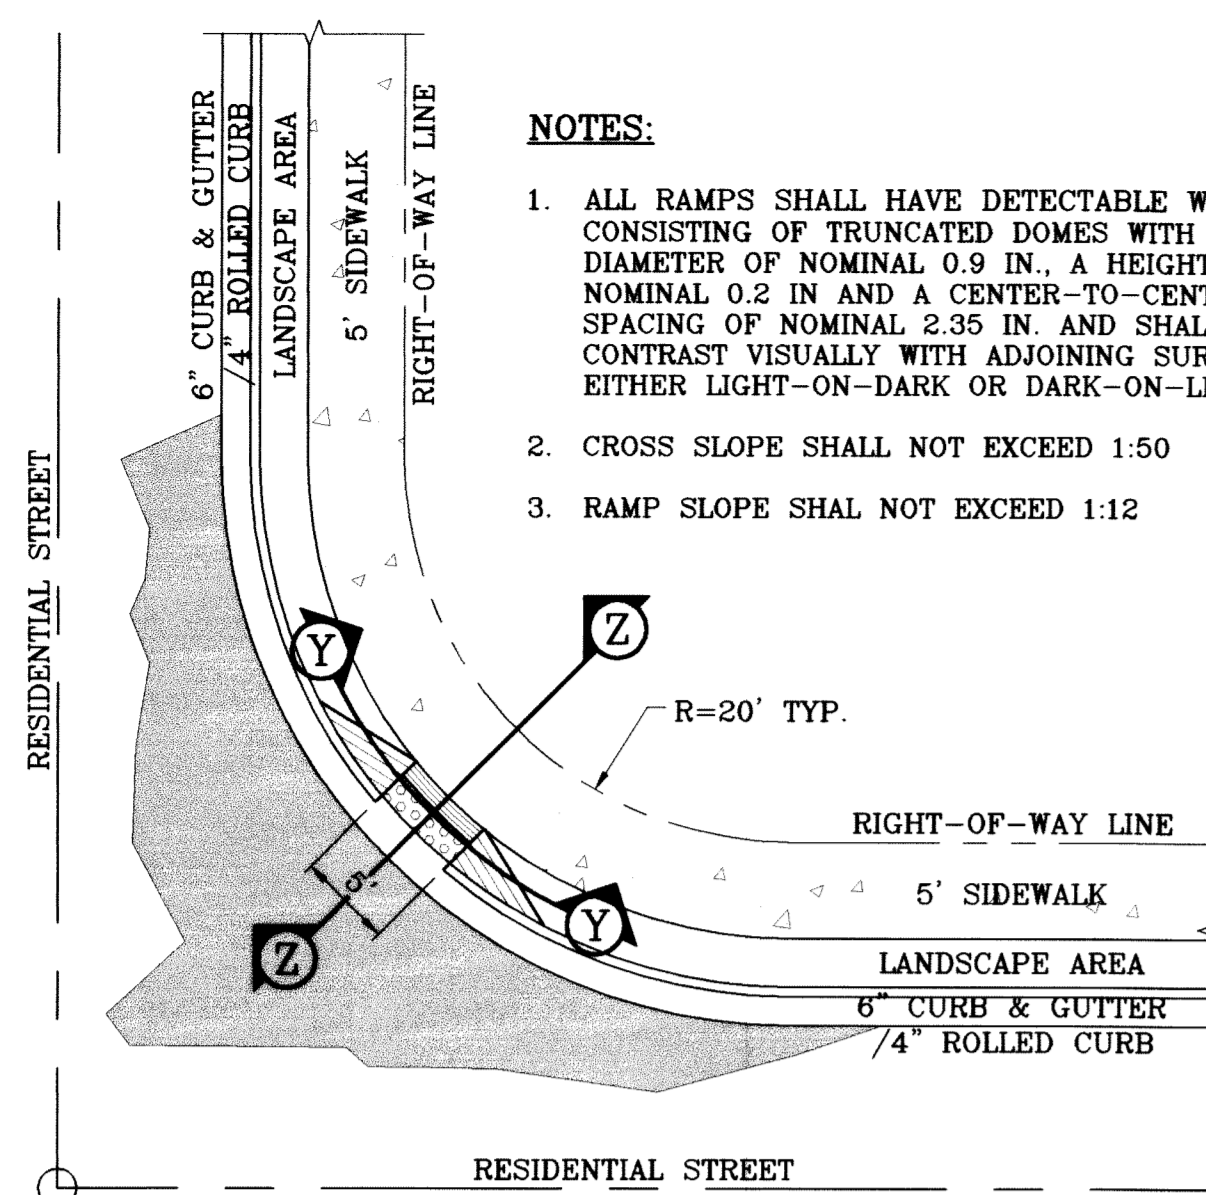 6" CURB & GUTTER
/4" ROLLED CURB
LANDSCAPE AREA
5' SIDEWALK
RIGHT-OF-WAY LINE
RESIDENTIAL STREET
NOTES:
1. ALL RAMPS SHALL HAVE DETECTABLE W
CONSISTING OF TRUNCATED DOMES WITH
DIAMETER OF NOMINAL 0.9 IN., A HEIGHT
NOMINAL 0.2 IN AND A CENTER-TO-CENT
SPACING OF NOMINAL 2.35 IN. AND SHAL
CONTRAST VISUALLY WITH ADJOINING SUR
EITHER LIGHT-ON-DARK OR DARK-ON-LI
2. CROSS SLOPE SHALL NOT EXCEED 1:50
3. RAMP SLOPE SHAL NOT EXCEED 1:12
Z
Y
R=20' TYP.
5'
Y
Z
RIGHT-OF-WAY LINE
5' SIDEWALK
LANDSCAPE AREA
6" CURB & GUTTER
/4" ROLLED CURB
RESIDENTIAL STREET